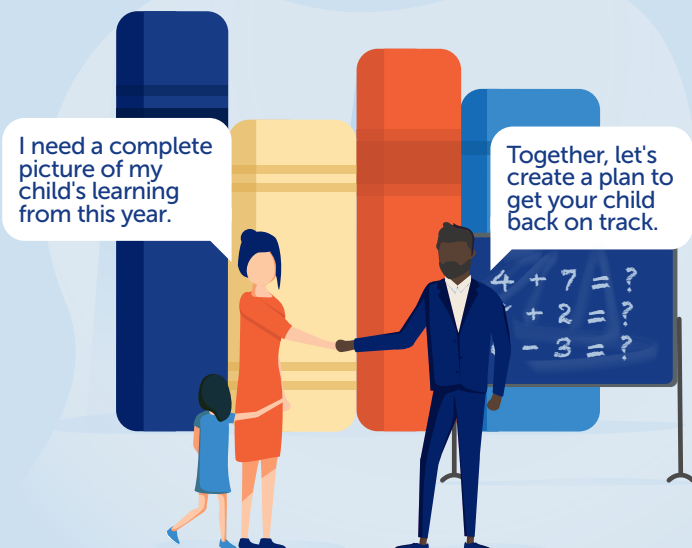 I need a complete
picture of my
child's learning
from this year.
Together, let's
create a plan to
get your child
back on track.
4 + 7 = ?
+ 2 = ?
- 3 = ?